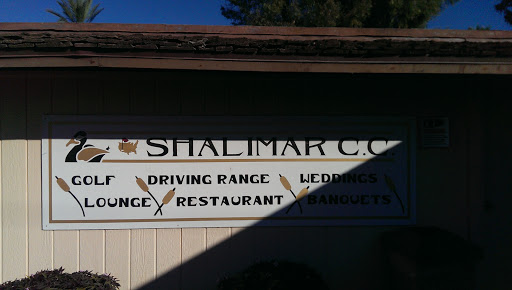 SHALIMAR C.C.
GOLF DRIVING RANGE WEDDINGS
LOUNGE RESTAURANT BANQUETS